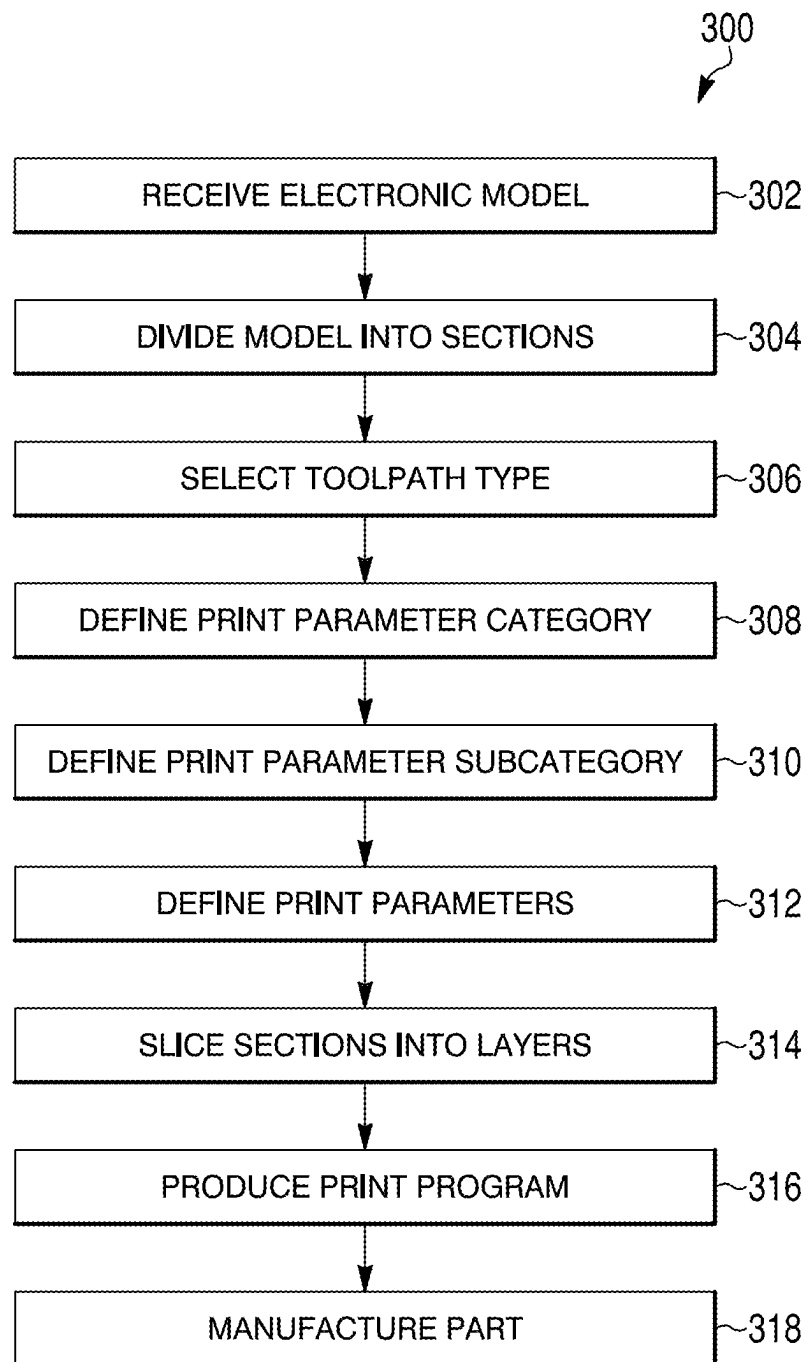 300
RECEIVE ELECTRONIC MODEL 302
DIVIDE MODEL INTO SECTIONS 304
SELECT TOOLPATH TYPE 306
DEFINE PRINT PARAMETER CATEGORY 308
DEFINE PRINT PARAMETER SUBCATEGORY 310
DEFINE PRINT PARAMETERS 312
SLICE SECTIONS INTO LAYERS 314
PRODUCE PRINT PROGRAM 316
MANUFACTURE PART 318